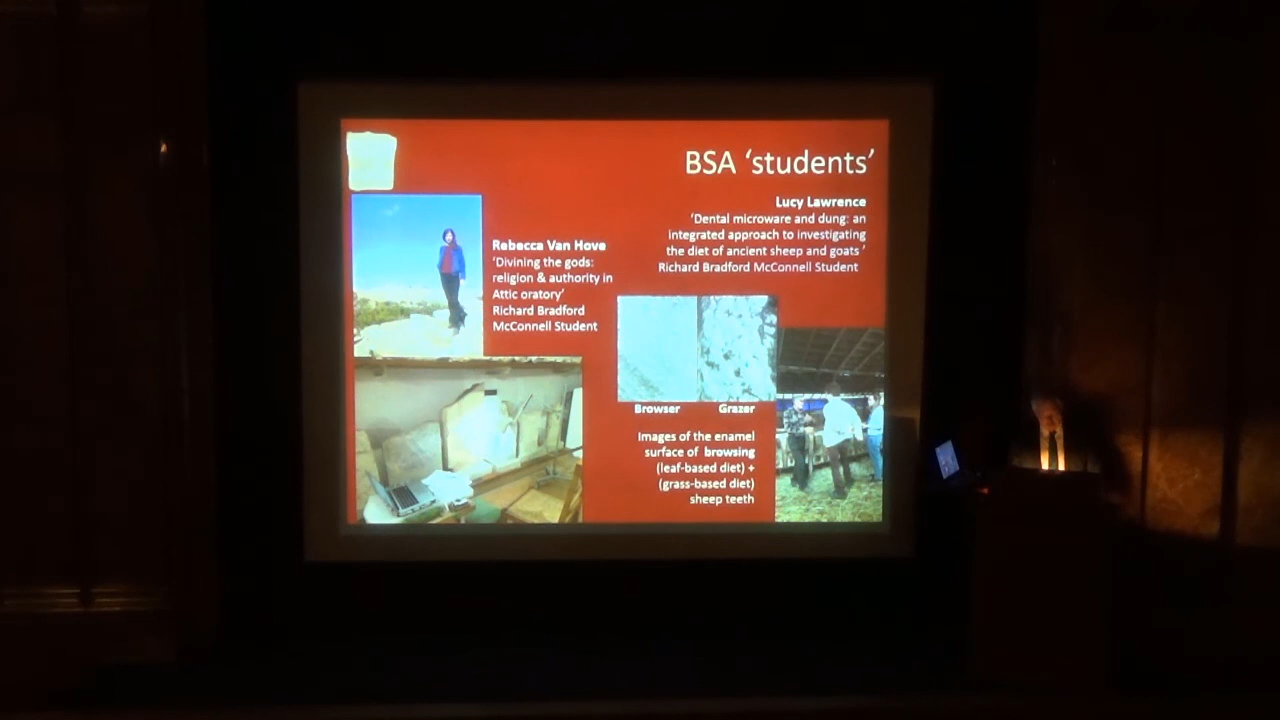 BSA ‘students’
Rebecca Van Hove
‘Divining the gods:
religion & authority in
Attic oratory’
Richard Bradford
McConnell Student
Lucy Lawrence
‘Dental microware and dung: an
integrated approach to investigating
the diet of ancient sheep and goats ’
Richard Bradford McConnell Student
Browser
Grazer
Images of the enamel
surface of browsing
(leaf-based diet) +
(grass-based diet)
sheep teeth